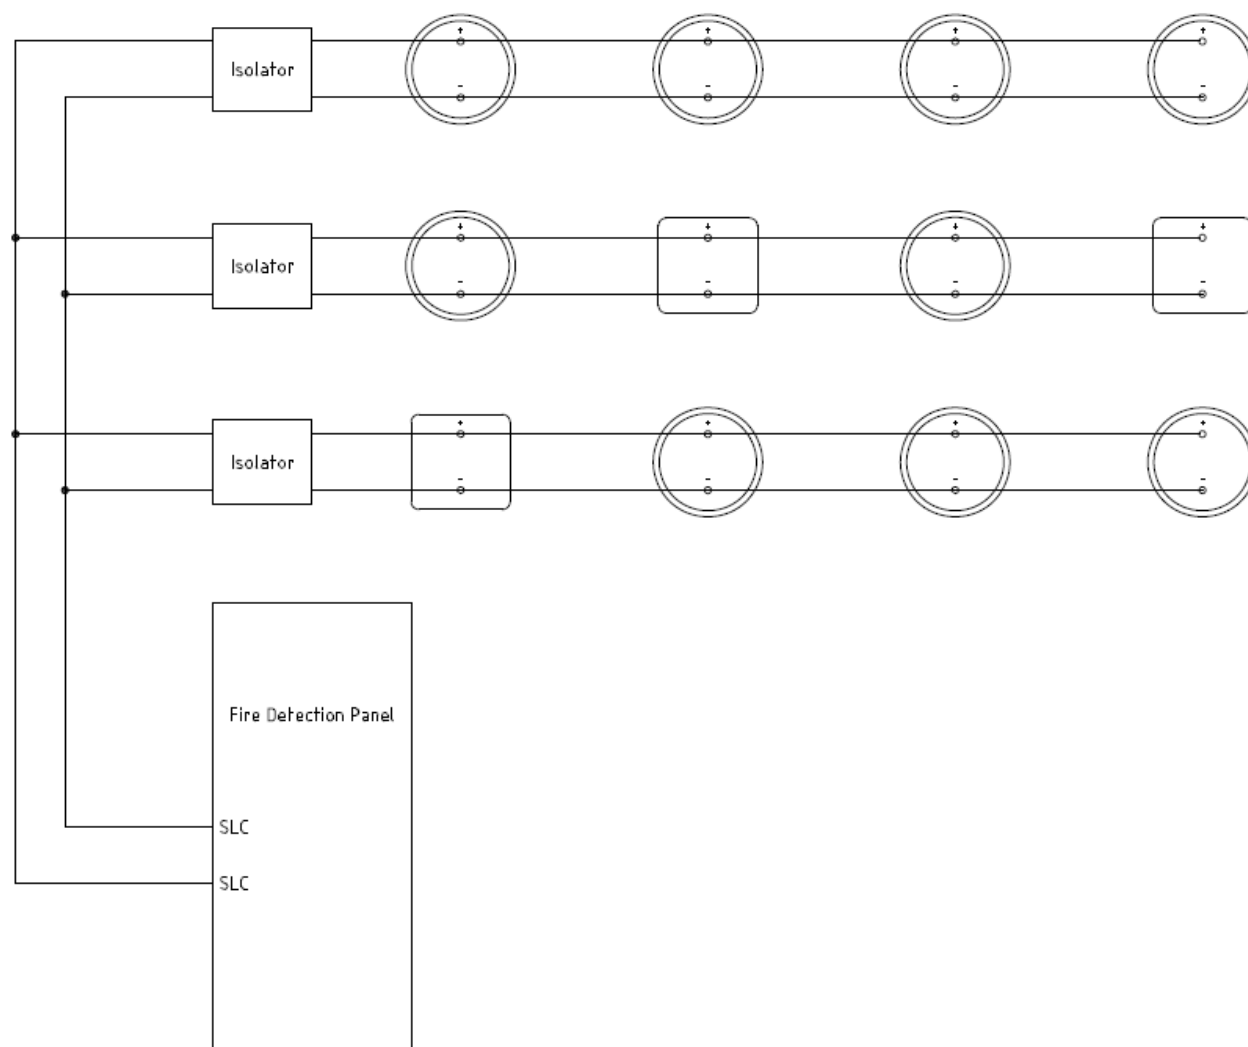 Isolator
+ + + +
- - - -
Isolator
+ + + +
- - - -
Isolator
+ + + +
- - - -
Fire Detection Panel
SLC
SLC